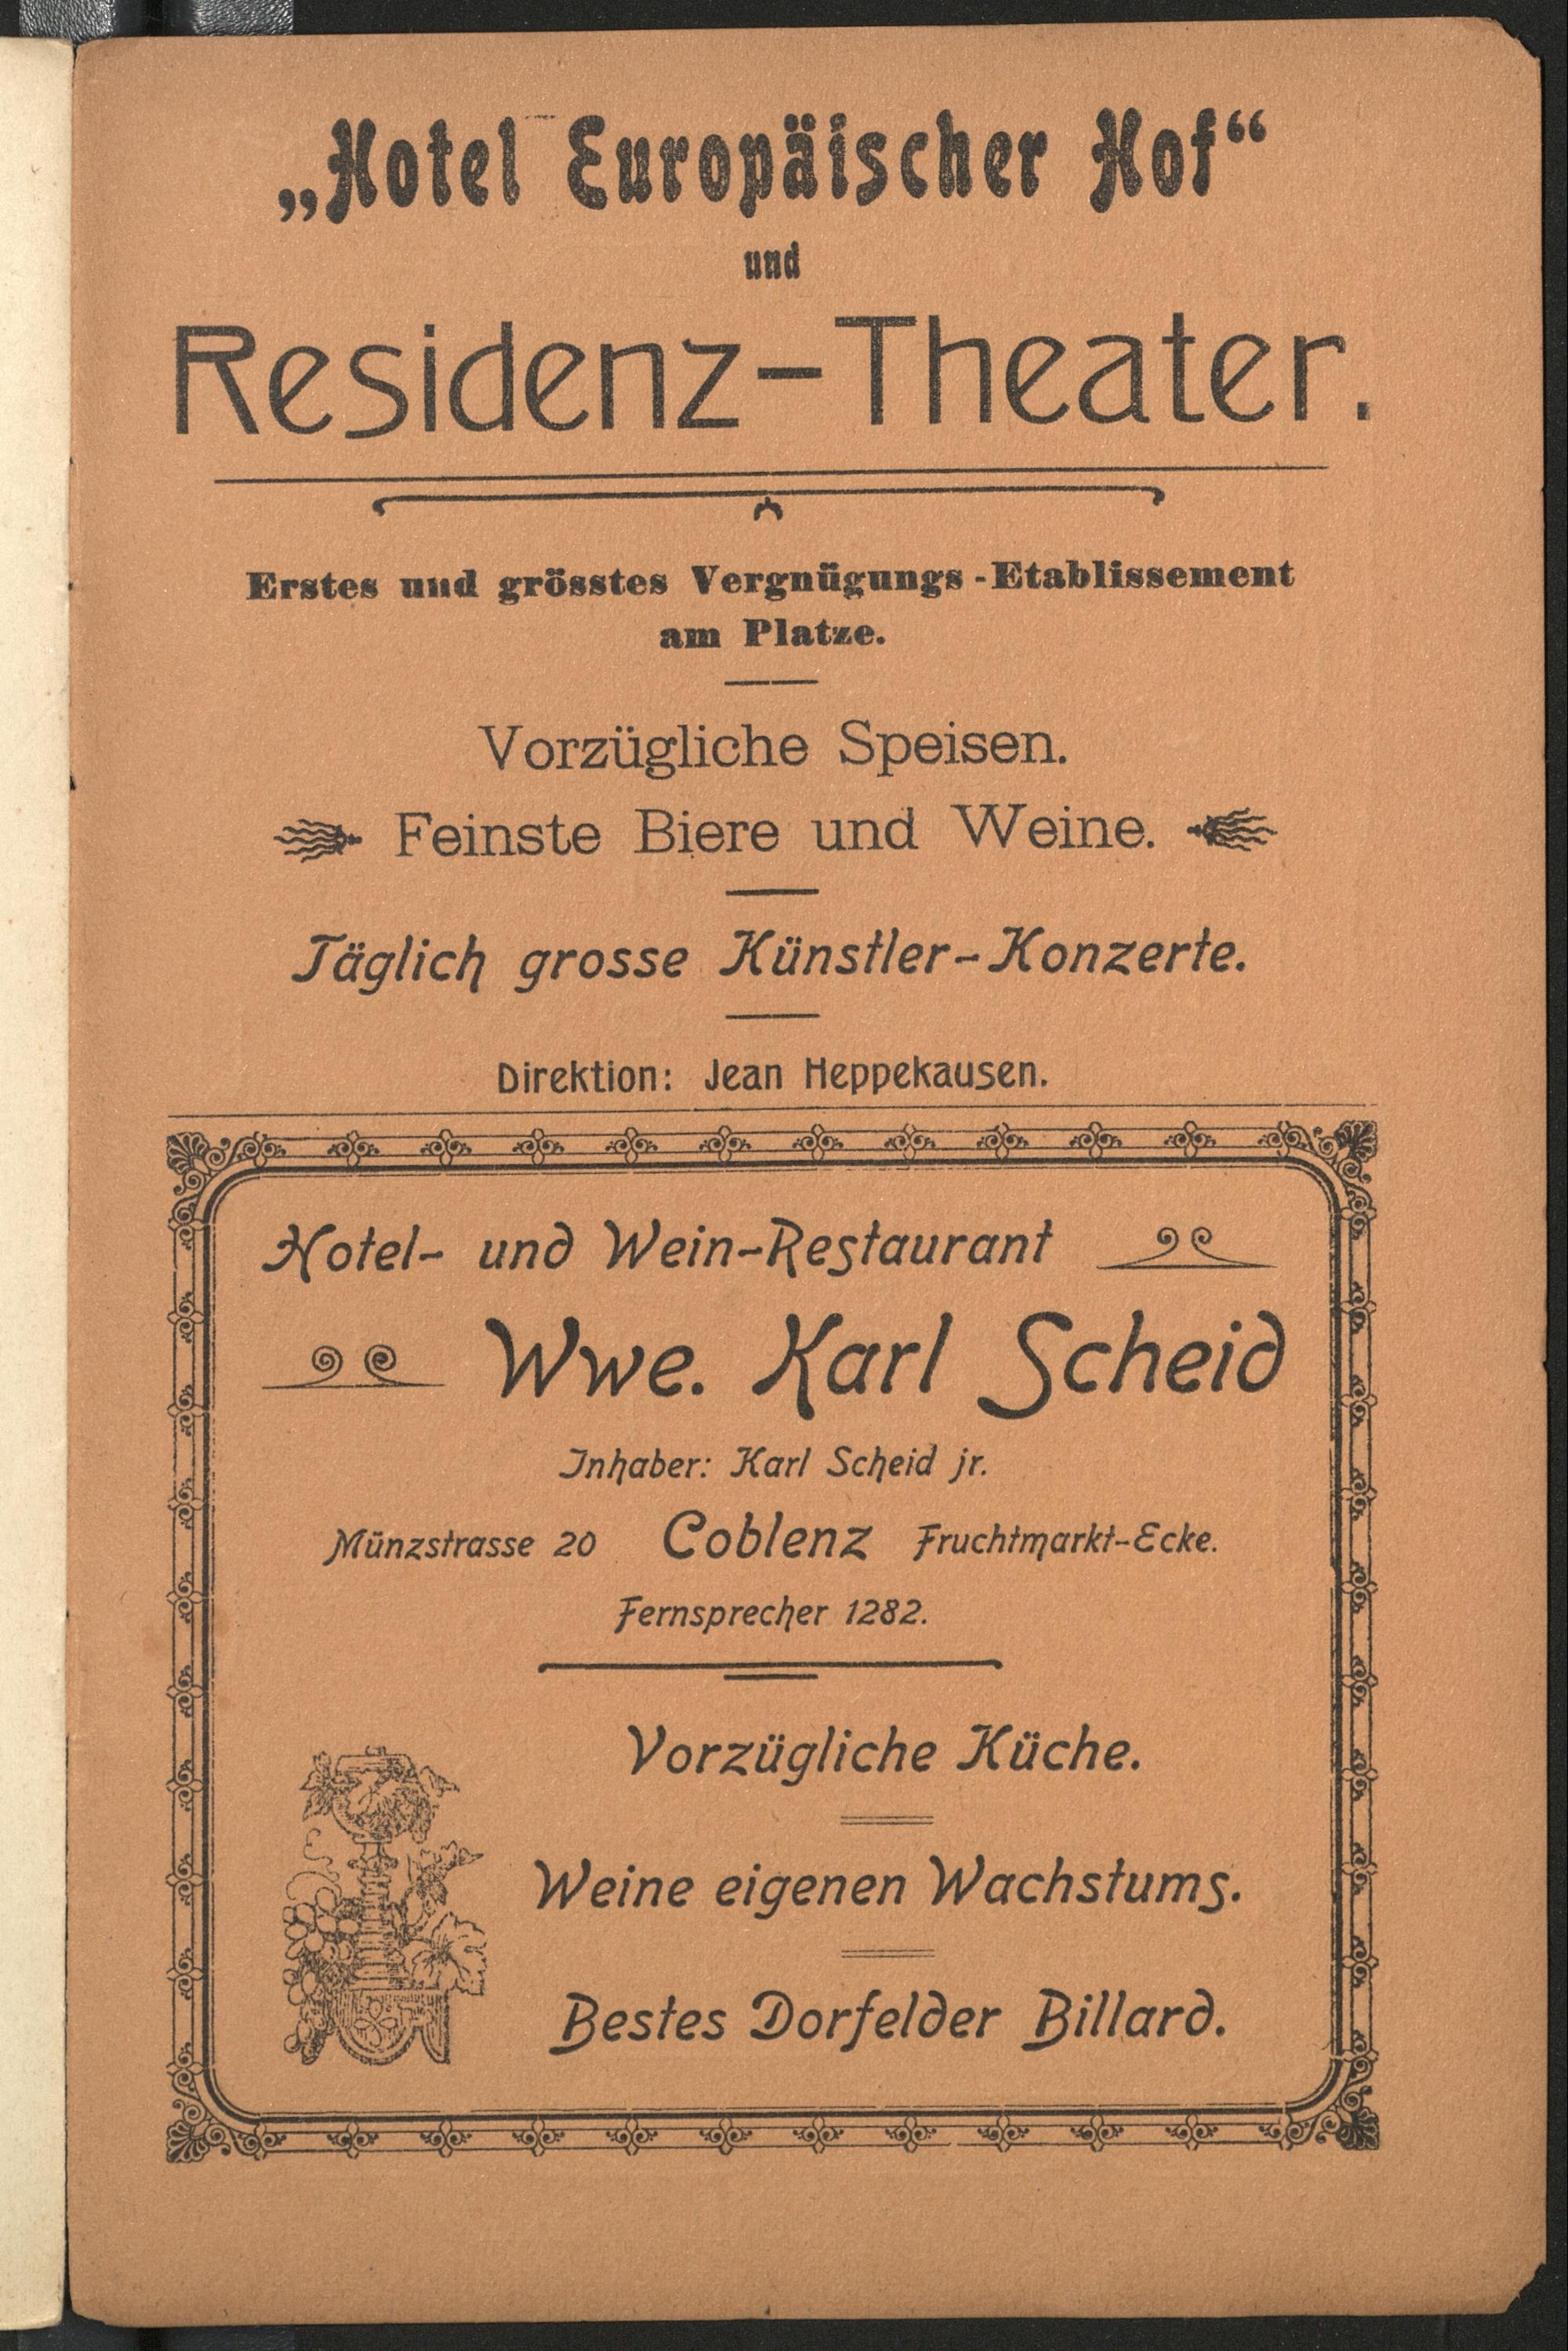 „Hotel Europäischer Hof“
und
Residenz-Theater.
Erstes und grösstes Vergnügungs-Etablissement
am Platze.
Vorzügliche Speisen.
Feinste Biere und Weine.
Täglich grosse Künstler-Konzerte.
Direktion: Jean Heppekausen.
Hotel- und Wein-Restaurant
Wwe. Karl Scheid
Inhaber: Karl Scheid jr.
Münzstrasse 20 Coblenz Fruchtmarkt-Ecke.
Fernsprecher 1282.
Vorzügliche Küche.
Weine eigenen Wachstums.
Bestes Dorfelder Billard.